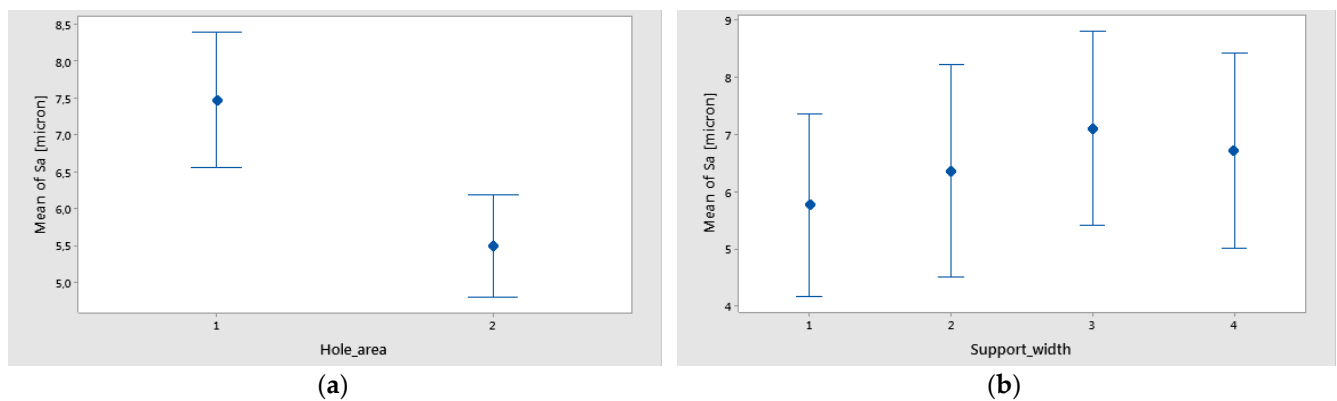 8,5
8,0
7,5
7,0
6,5
6,0
5,5
5,0
Mean of Sa [micron]
1 2
Hole_area
(a)
9
8
7
6
5
4
Mean of Sa [micron]
1 2 3 4
Support_width
(b)